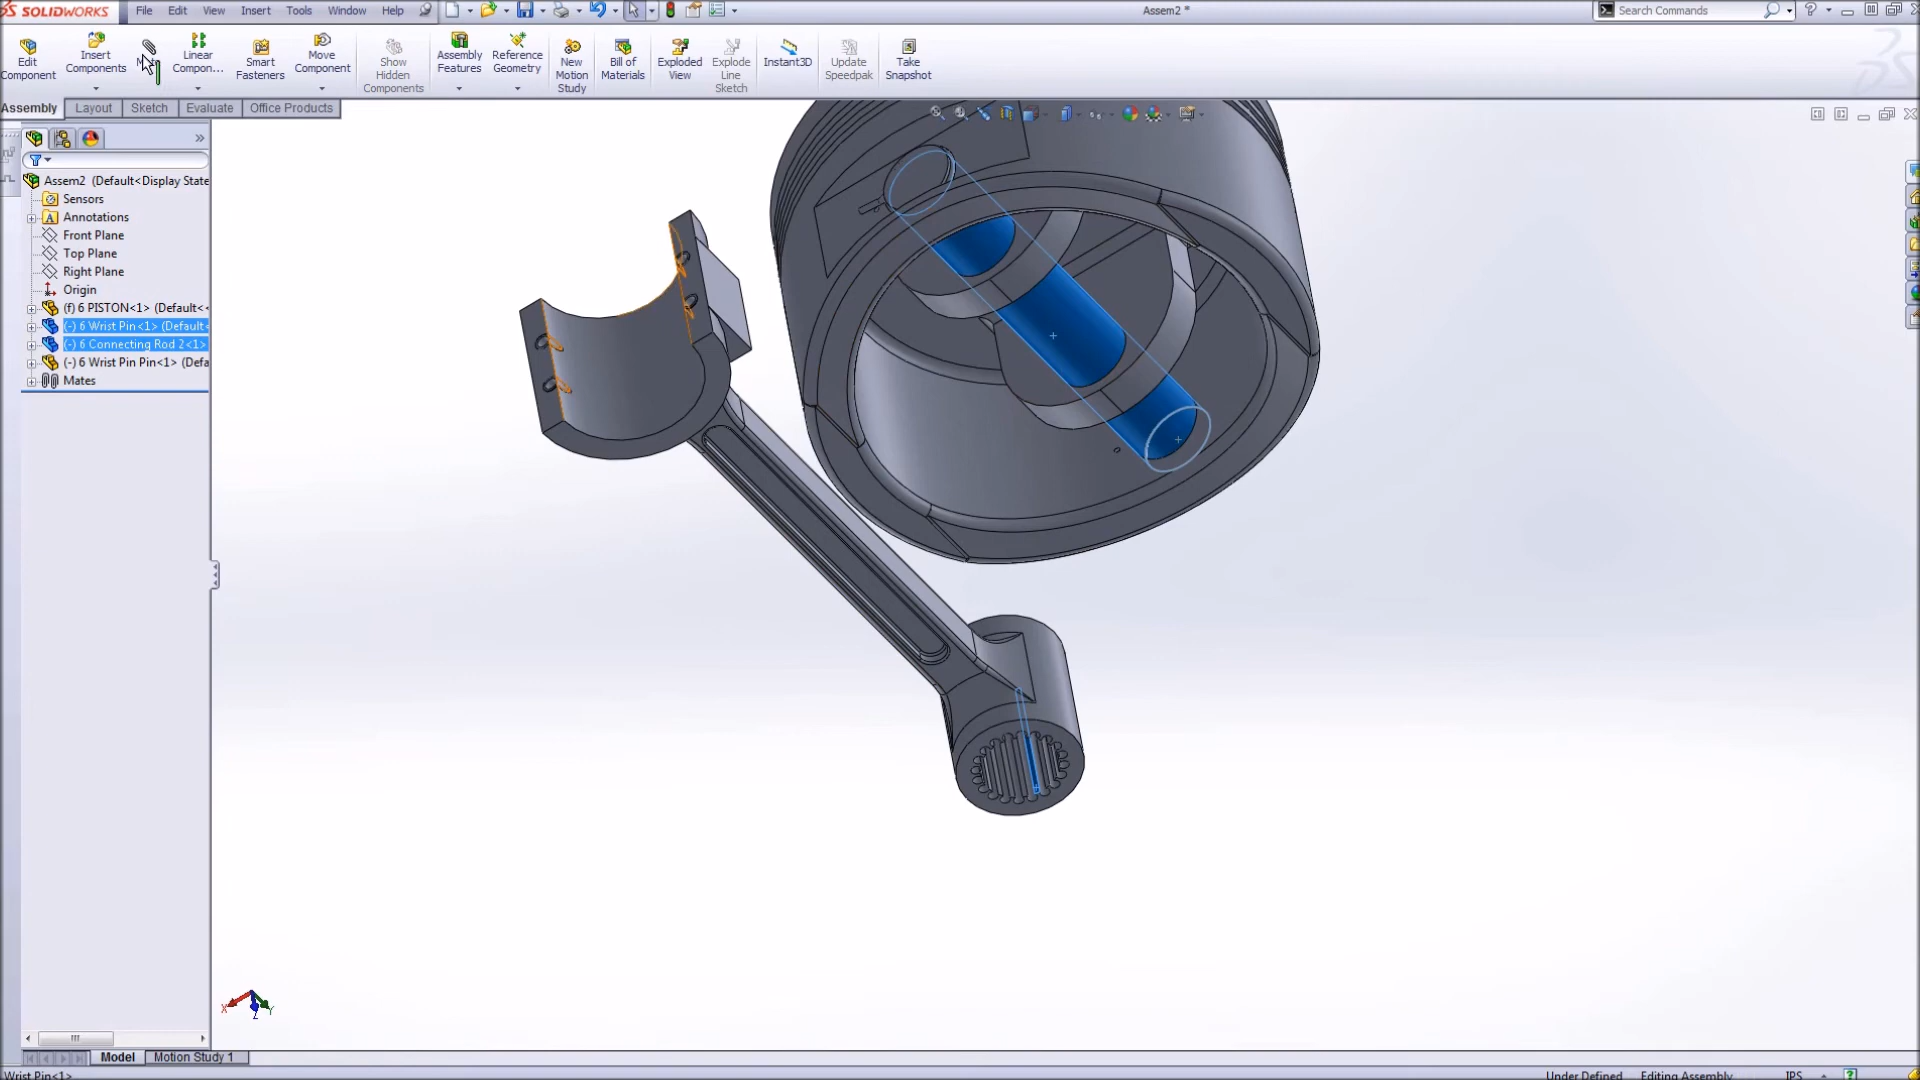 SOLIDWORKS File Edit View Insert Tools Window Help Assem2 * Search Commands
Edit Component
Insert Components
Linear Compon...
Smart Fasteners
Move Component
Show Hidden Components
Assembly Features
Reference Geometry
New Motion Study
Bill of Materials
Exploded View
Explode Line Sketch
Instant3D
Update Speedpak
Take Snapshot
Assembly Layout Sketch Evaluate Office Products
Assem2 (Default<Display State
Sensors
Annotations
Front Plane
Top Plane
Right Plane
Origin
(f) 6 PISTON<1> (Default<
(-) 6 Wrist Pin<1> (Default<
(-) 6 Connecting Rod 2<1>
(-) 6 Wrist Pin Pin<1> (Defa
Mates
X Y Z
Model Motion Study 1
Wrist Pin<1> Under Defined Editing Assembly IPS